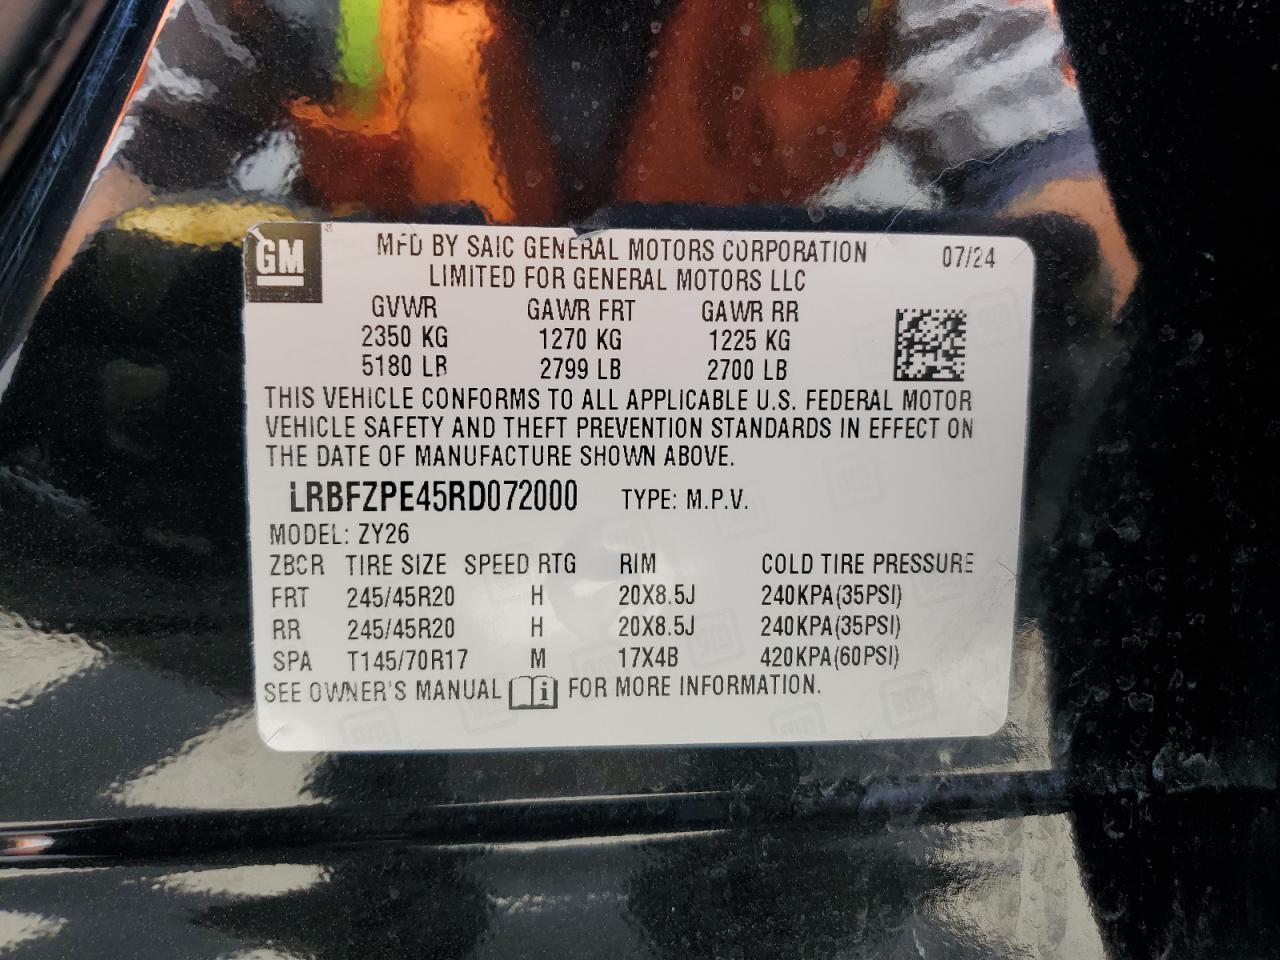 GM
MFD BY SAIC GENERAL MOTORS CORPORATION 07/24
LIMITED FOR GENERAL MOTORS LLC
GVWR GAWR FRT GAWR RR
2350 KG 1270 KG 1225 KG
5180 LB 2799 LB 2700 LB
THIS VEHICLE CONFORMS TO ALL APPLICABLE U.S. FEDERAL MOTOR
VEHICLE SAFETY AND THEFT PREVENTION STANDARDS IN EFFECT ON
THE DATE OF MANUFACTURE SHOWN ABOVE.
LRBFZPE45RD072000 TYPE: M.P.V.
MODEL: ZY26
ZBCR TIRE SIZE SPEED RTG RIM COLD TIRE PRESSURE
FRT 245/45R20 H 20X8.5J 240KPA(35PSI)
RR 245/45R20 H 20X8.5J 240KPA(35PSI)
SPA T145/70R17 M 17X4B 420KPA(60PSI)
SEE OWNER'S MANUAL FOR MORE INFORMATION.